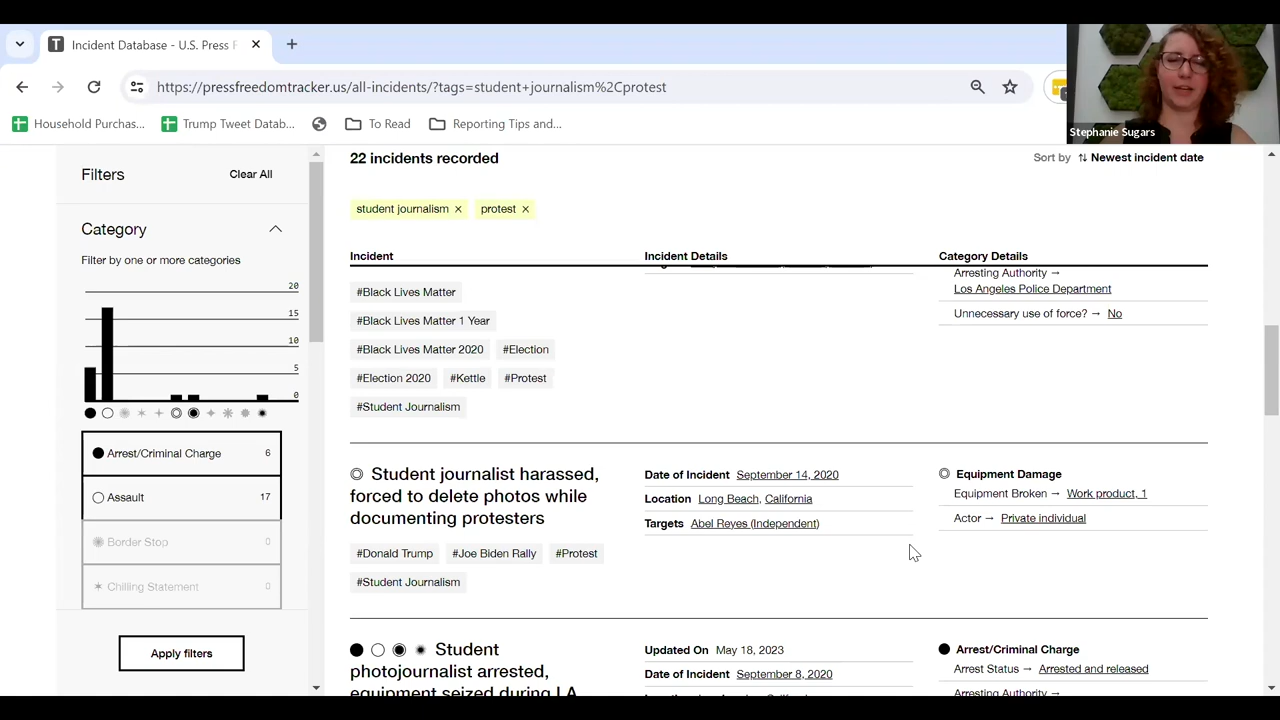 Incident Database - U.S. Press F
https://pressfreedomtracker.us/all-incidents/?tags=student+journalism%2Cprotest
Household Purchas...
Trump Tweet Datab...
To Read
Reporting Tips and...
Stephanie Sugars
Filters
Clear All
Category
Filter by one or more categories
20
15
10
5
0
Arrest/Criminal Charge 6
Assault 17
Border Stop 0
Chilling Statement 0
Apply filters
22 incidents recorded
Sort by Newest incident date
student journalism × protest ×
Incident Incident Details Category Details
#Black Lives Matter
#Black Lives Matter 1 Year
#Black Lives Matter 2020 #Election
#Election 2020 #Kettle #Protest
#Student Journalism
Arresting Authority →
Los Angeles Police Department
Unnecessary use of force? → No
Student journalist harassed,
forced to delete photos while
documenting protesters
#Donald Trump #Joe Biden Rally #Protest
#Student Journalism
Date of Incident September 14, 2020
Location Long Beach, California
Targets Abel Reyes (Independent)
Equipment Damage
Equipment Broken → Work product, 1
Actor → Private individual
Student
photojournalist arrested,
equipment seized during LA
Updated On May 18, 2023
Date of Incident September 8, 2020
Arrest/Criminal Charge
Arrest Status → Arrested and released
Arresting Authority →